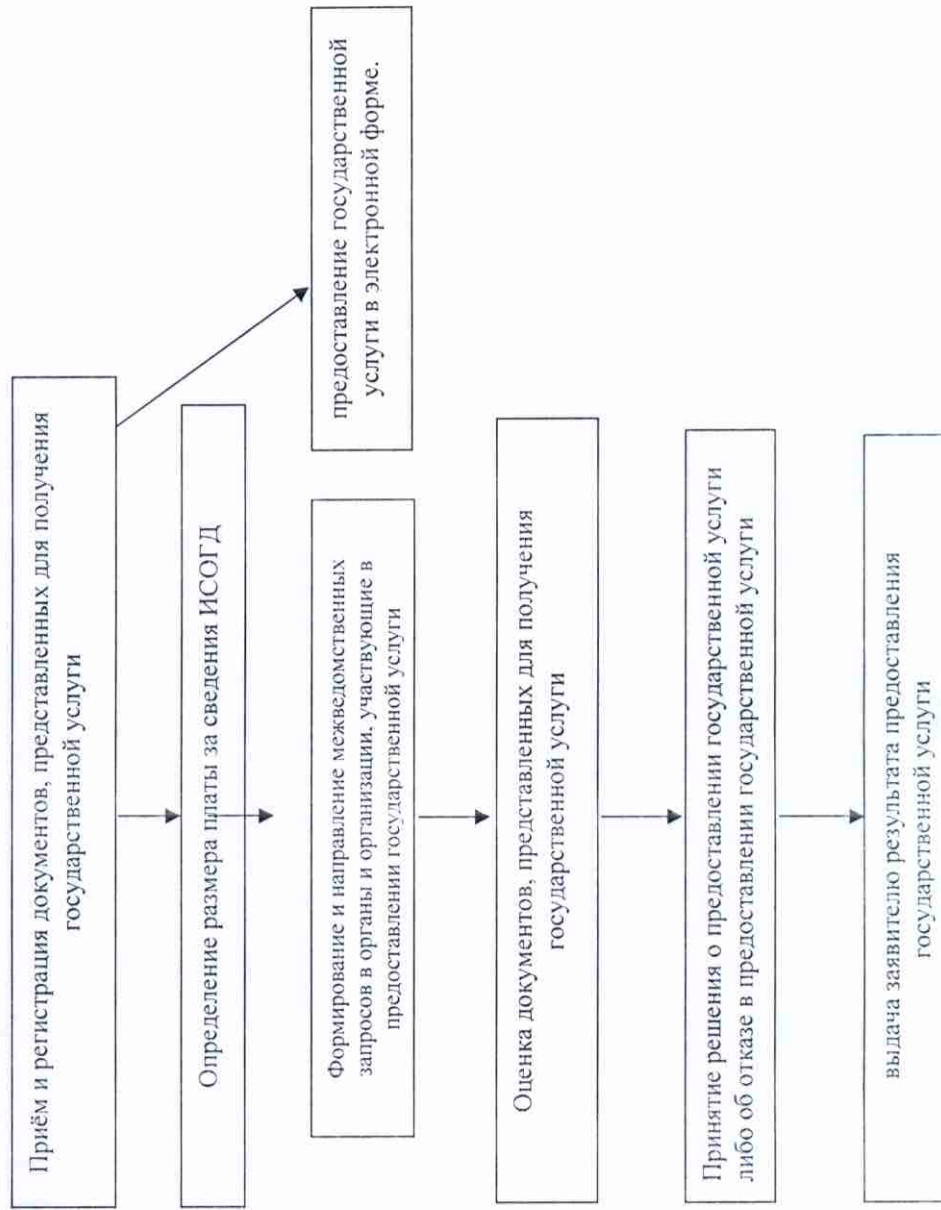 Приём и регистрация документов, представленных для получения
государственной услуги
Определение размера платы за сведения ИСОГД
Формирование и направление межведомственных
запросов в органы и организации, участвующие в
предоставлении государственной услуги
предоставление государственной
услуги в электронной форме.
Оценка документов, представленных для получения
государственной услуги
Принятие решения о предоставлении государственной услуги
либо об отказе в предоставлении государственной услуги
выдача заявителю результата предоставления
государственной услуги